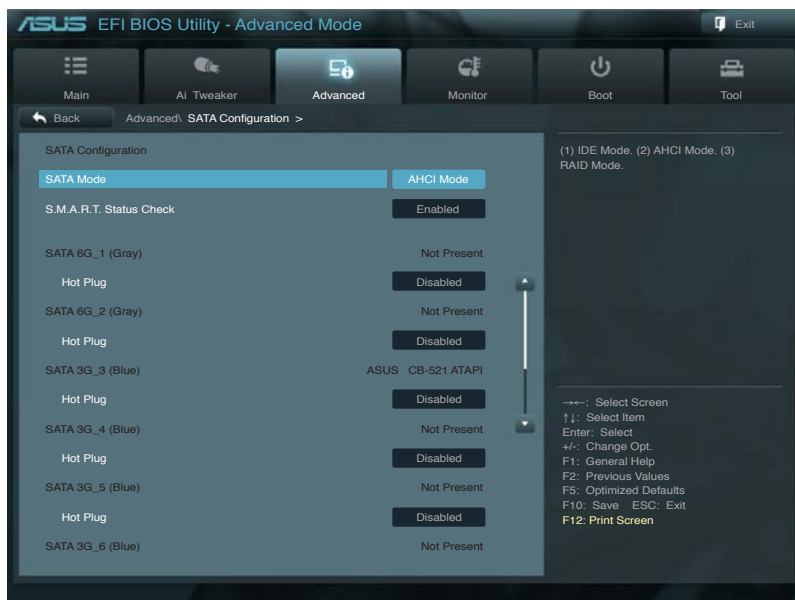 ASUS EFI BIOS Utility - Advanced Mode
Exit
Main
Ai Tweaker
Advanced
Monitor
Boot
Tool
Back
Advanced\ SATA Configuration >
SATA Configuration
SATA Mode AHCI Mode
S.M.A.R.T. Status Check Enabled
SATA 6G_1 (Gray) Not Present
Hot Plug Disabled
SATA 6G_2 (Gray) Not Present
Hot Plug Disabled
SATA 3G_3 (Blue) ASUS CB-521 ATAPI
Hot Plug Disabled
SATA 3G_4 (Blue) Not Present
Hot Plug Disabled
SATA 3G_5 (Blue) Not Present
Hot Plug Disabled
SATA 3G_6 (Blue) Not Present
(1) IDE Mode. (2) AHCI Mode. (3)
RAID Mode.
→←: Select Screen
↑↓: Select Item
Enter: Select
+/-: Change Opt.
F1: General Help
F2: Previous Values
F5: Optimized Defaults
F10: Save ESC: Exit
F12: Print Screen